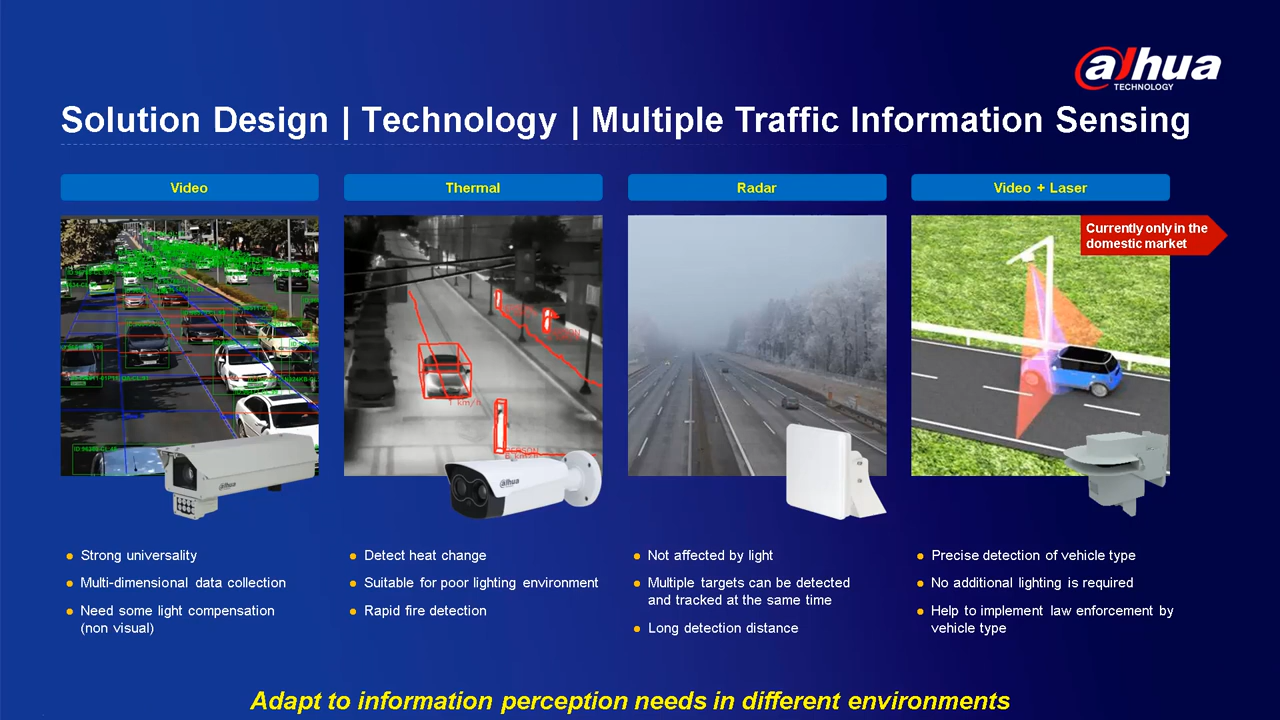 alhua
TECHNOLOGY
Solution Design | Technology | Multiple Traffic Information Sensing
Video
Thermal
Radar
Video + Laser
Currently only in the
domestic market
1 km/h
alhua
alhua
Strong universality
Multi-dimensional data collection
Need some light compensation
(non visual)
Detect heat change
Suitable for poor lighting environment
Rapid fire detection
Not affected by light
Multiple targets can be detected
and tracked at the same time
Long detection distance
Precise detection of vehicle type
No additional lighting is required
Help to implement law enforcement by
vehicle type
Adapt to information perception needs in different environments